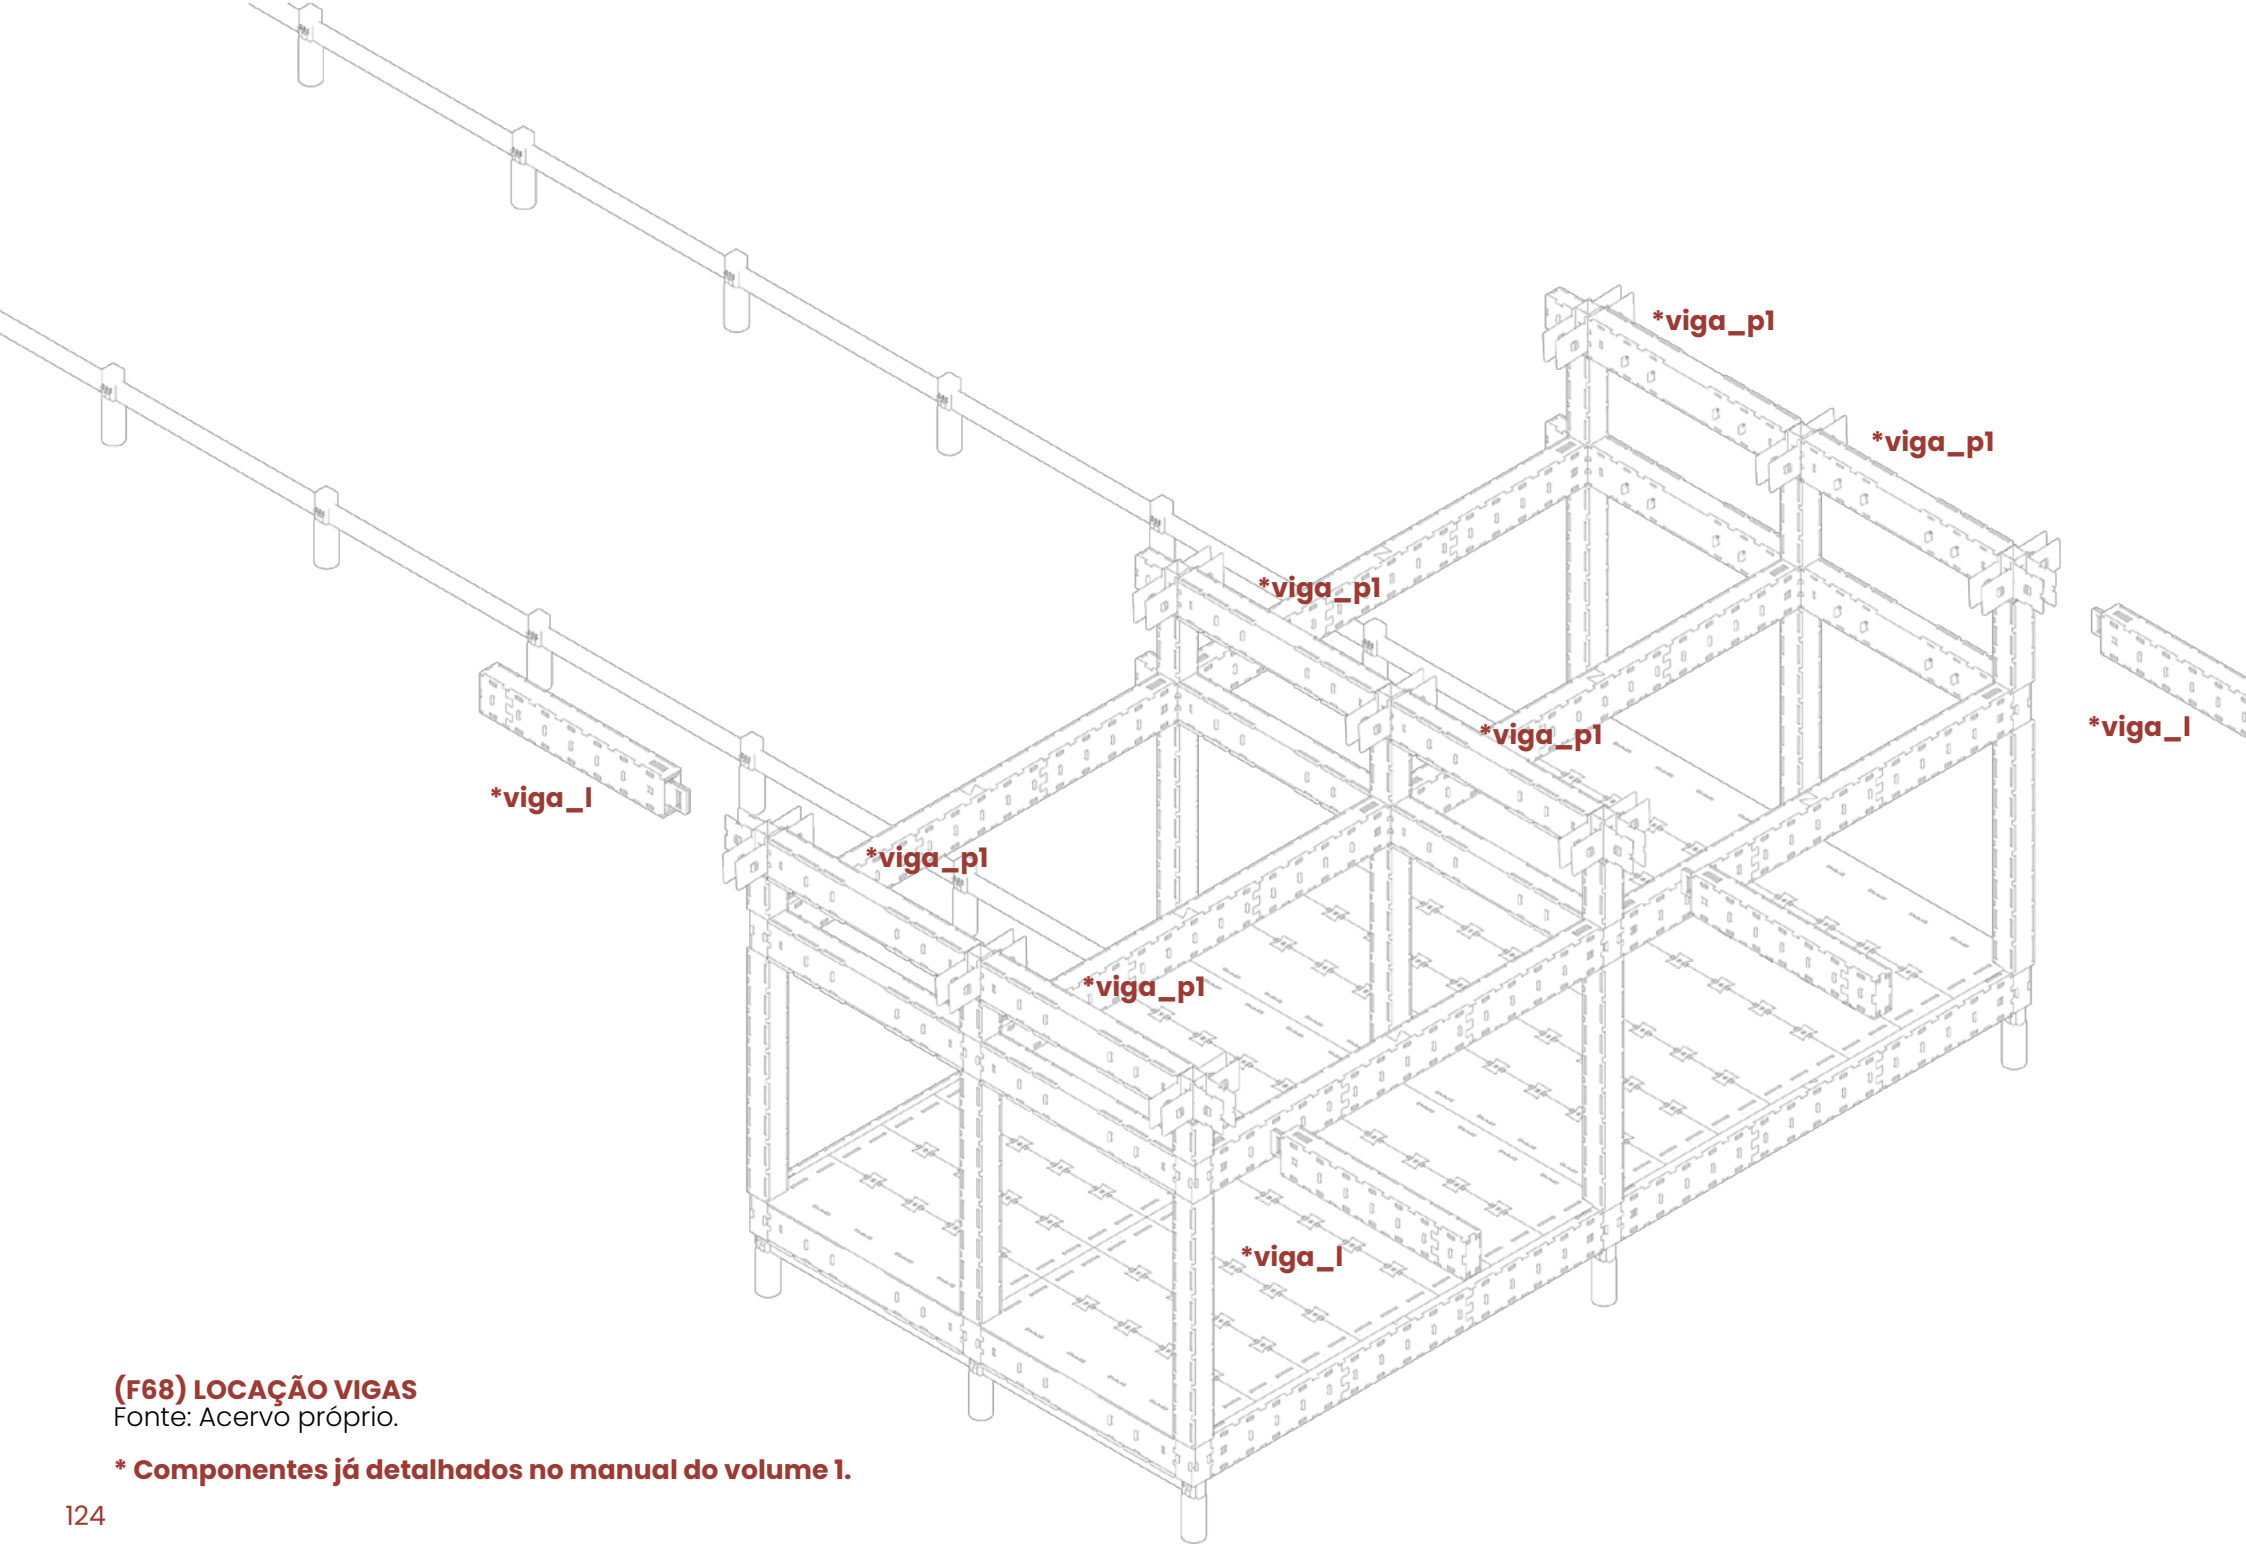 *viga_p1
*viga_p1
*viga_p1
*viga_l
*viga_p1
*viga_l
*viga_p1
*viga_p1
*viga_l
(F68) LOCAÇÃO VIGAS
Fonte: Acervo próprio.
* Componentes já detalhados no manual do volume 1.
124